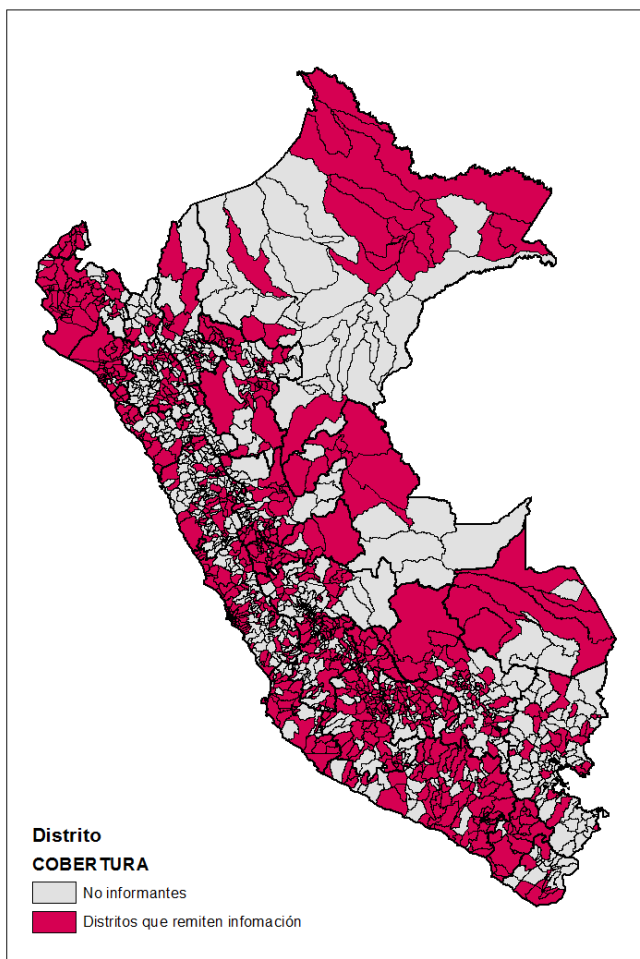 Distrito
COBERTURA
No informantes
Distritos que remiten infomación